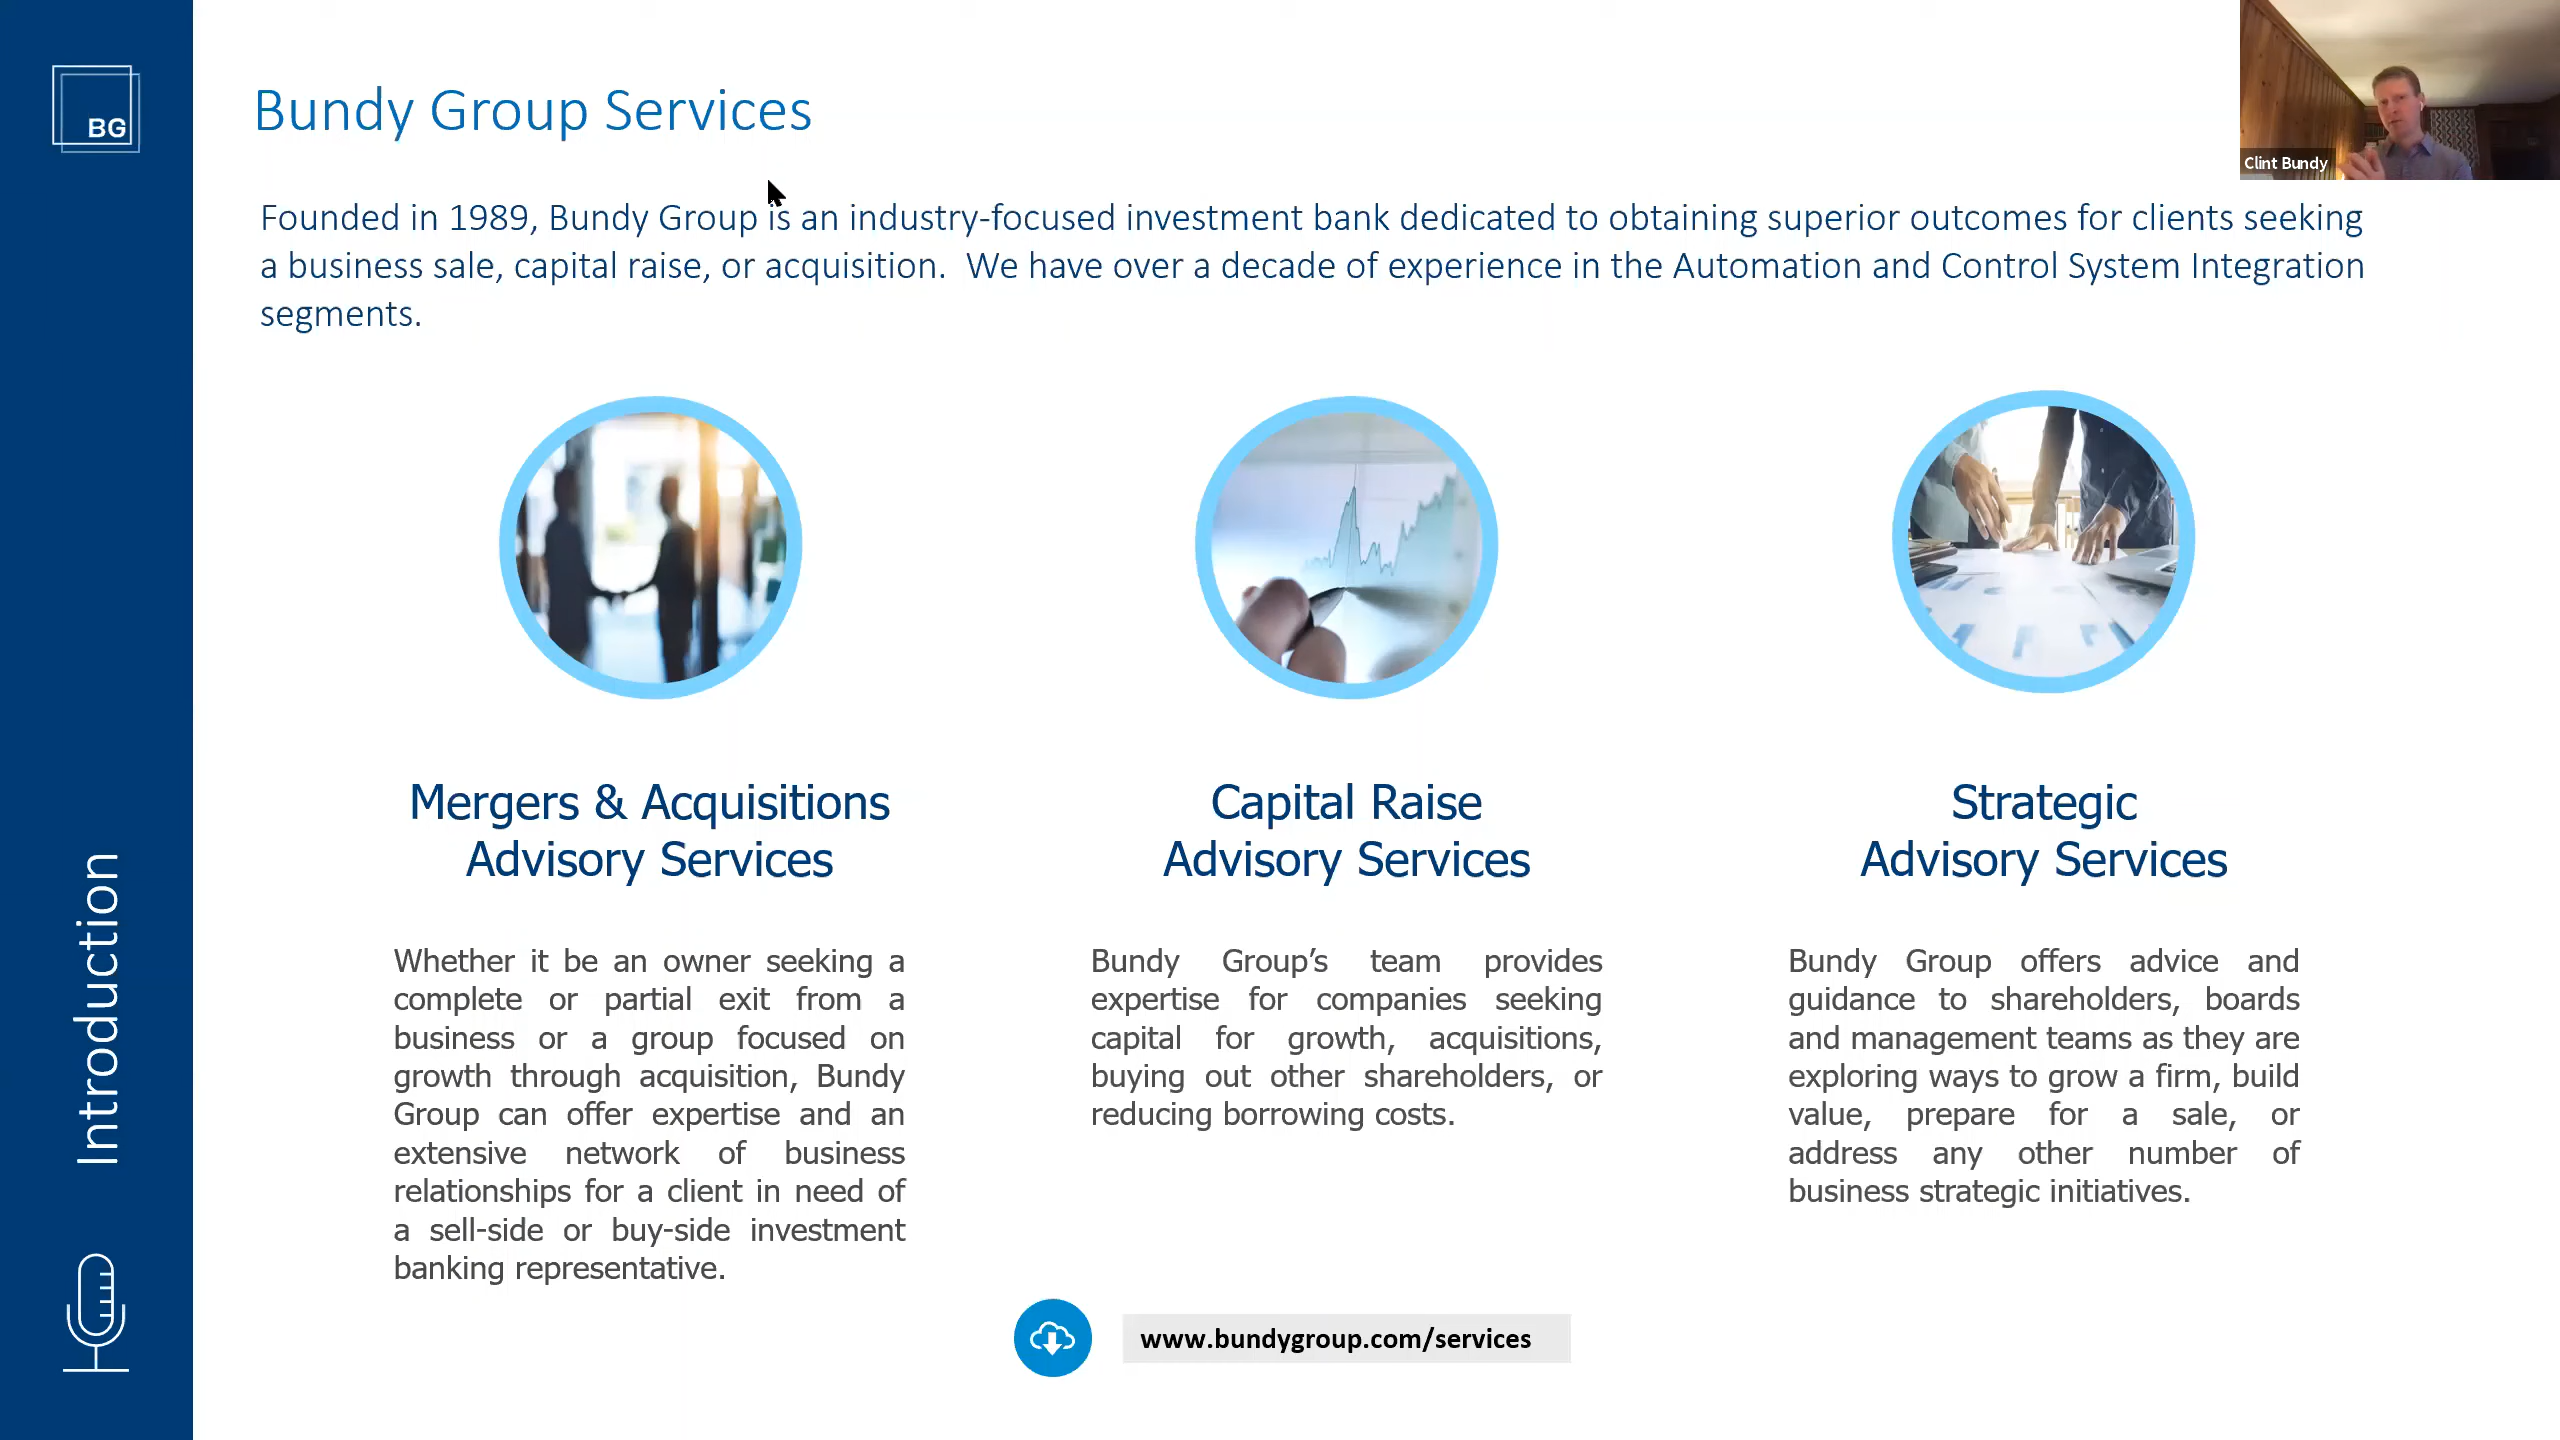 BG
Bundy Group Services
Clint Bundy
Founded in 1989, Bundy Group is an industry-focused investment bank dedicated to obtaining superior outcomes for clients seeking
a business sale, capital raise, or acquisition.  We have over a decade of experience in the Automation and Control System Integration
segments.
Mergers & Acquisitions
Advisory Services
Whether it be an owner seeking a
complete or partial exit from a
business or a group focused on
growth through acquisition, Bundy
Group can offer expertise and an
extensive network of business
relationships for a client in need of
a sell-side or buy-side investment
banking representative.
Capital Raise
Advisory Services
Bundy Group’s team provides
expertise for companies seeking
capital for growth, acquisitions,
buying out other shareholders, or
reducing borrowing costs.
Strategic
Advisory Services
Bundy Group offers advice and
guidance to shareholders, boards
and management teams as they are
exploring ways to grow a firm, build
value, prepare for a sale, or
address any other number of
business strategic initiatives.
Introduction
www.bundygroup.com/services